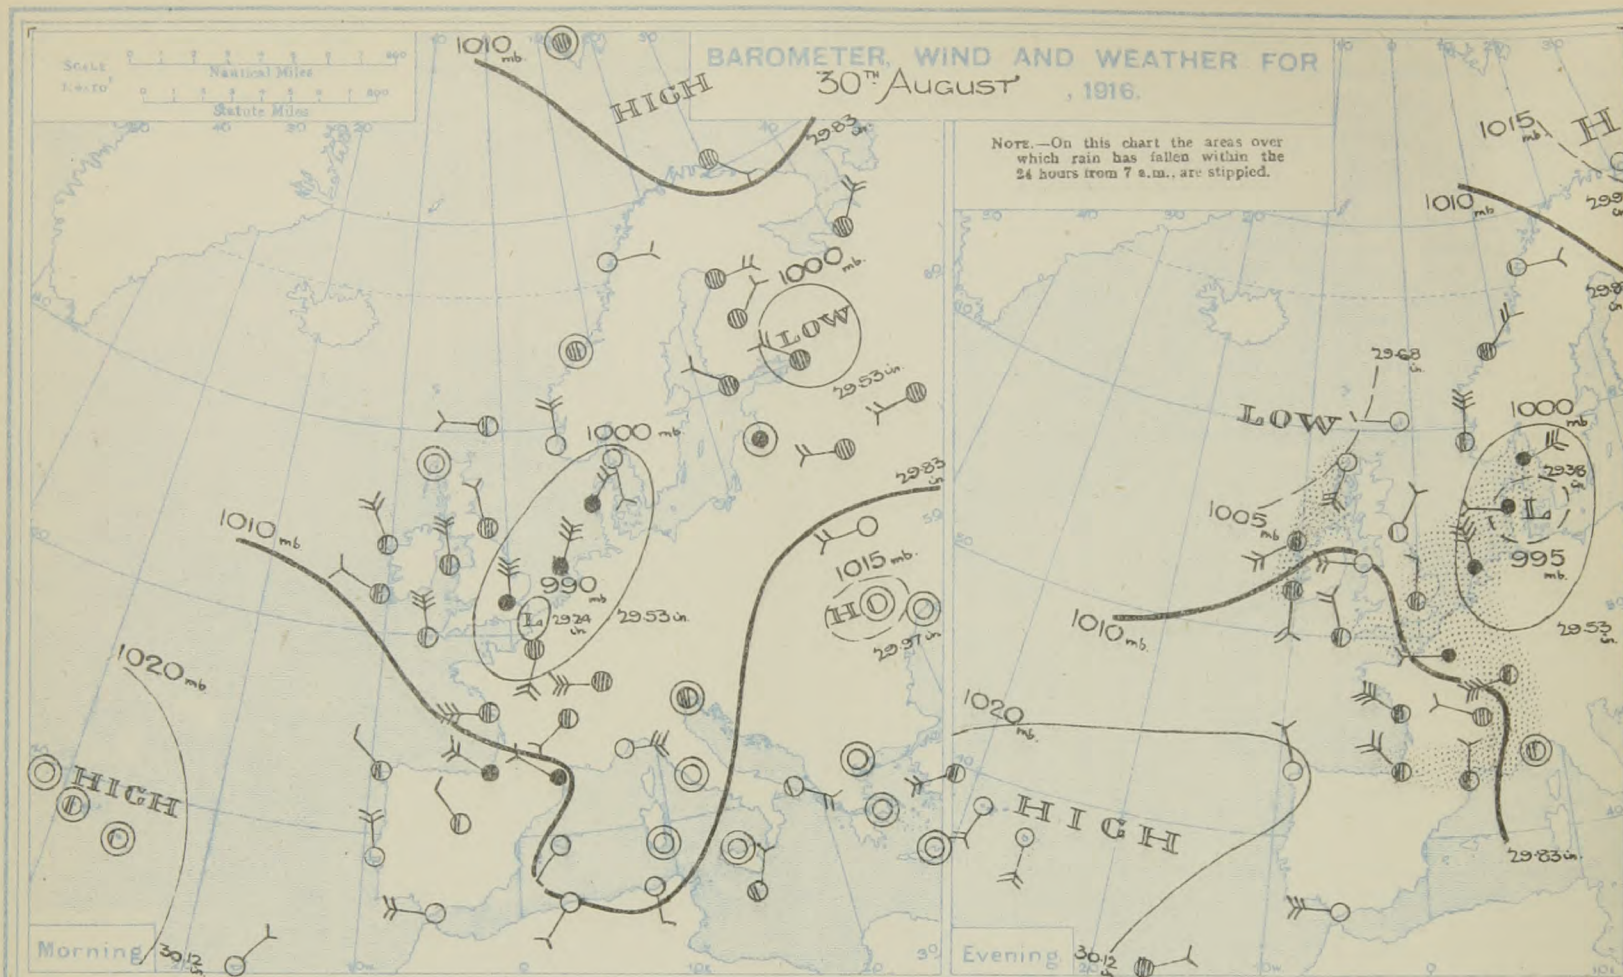 SCALE
Nautical Miles
Statute Miles
BAROMETER, WIND AND WEATHER FOR
30TH AUGUST, 1916.
NOTE.—On this chart the areas over
which rain has fallen within the
24 hours from 7 a.m., are stippled.
1010 mb.
HIGH
29.83 in.
1000 mb.
LOW
29.53 in.
1000 mb.
29.83 in
1010 mb
990 mb
L
29.24 in
29.53 in.
1015 mb.
H
29.97 in
1020 mb.
HIGH
30.12 in.
Morning
1015 mb.
H
1010 mb
29.68 in.
LOW
1000 mb.
29.38 in
L
1005 mb
995 mb.
1010 mb.
29.53 in.
1020 mb.
HIGH
29.83 in.
30.12 in.
Evening